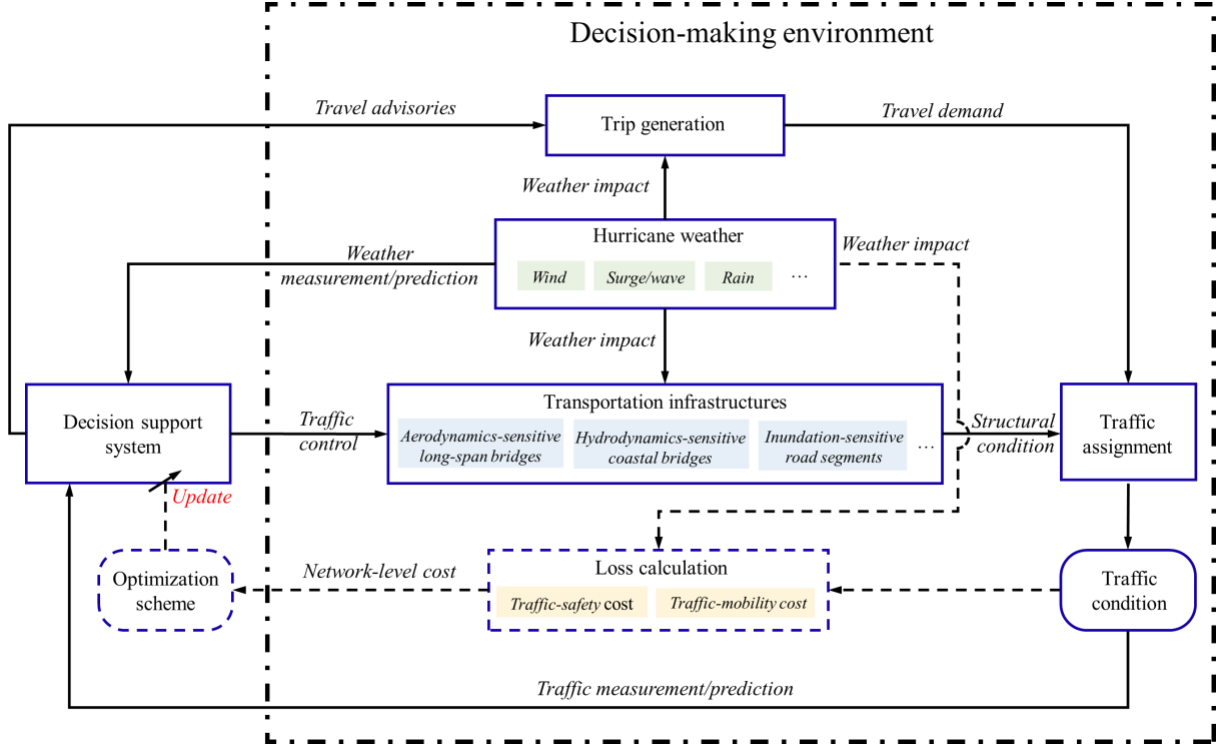 Decision-making environment
Travel advisories
Trip generation
Travel demand
Weather impact
Hurricane weather
Wind
Surge/wave
Rain
...
Weather impact
Weather
measurement/prediction
Weather impact
Decision support
system
Traffic
control
Transportation infrastructures
Aerodynamics-sensitive
long-span bridges
Hydrodynamics-sensitive
coastal bridges
Inundation-sensitive
road segments
...
Structural
condition
Traffic
assignment
Update
Optimization
scheme
Network-level cost
Loss calculation
Traffic-safety cost
Traffic-mobility cost
Traffic
condition
Traffic measurement/prediction